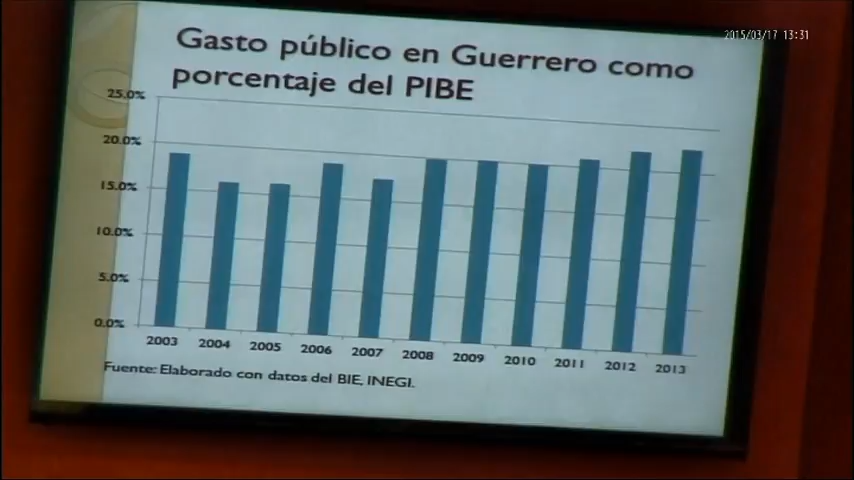 2015/03/17 13:31
Gasto público en Guerrero como
porcentaje del PIBE
25.0%
20.0%
15.0%
10.0%
5.0%
0.0%
2003 2004 2005 2006 2007 2008 2009 2010 2011 2012 2013
Fuente: Elaborado con datos del BIE, INEGI.